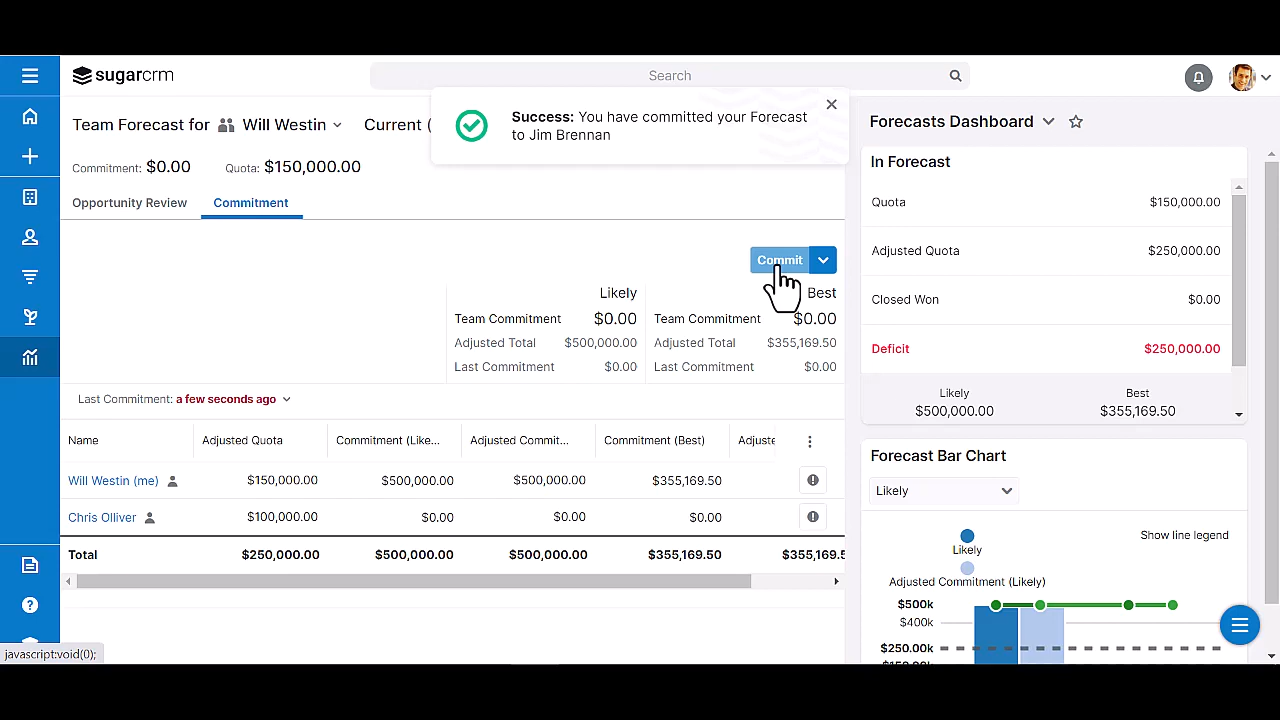 sugarcrm
Search
Success: You have committed your Forecast
to Jim Brennan
Team Forecast for Will Westin Current (
Commitment: $0.00 Quota: $150,000.00
Opportunity Review Commitment
Commit
Likely Best
Team Commitment $0.00 Team Commitment $0.00
Adjusted Total $500,000.00 Adjusted Total $355,169.50
Last Commitment $0.00 Last Commitment $0.00
Last Commitment: a few seconds ago
Name Adjusted Quota Commitment (Like... Adjusted Commit... Commitment (Best) Adjuste
Will Westin (me) $150,000.00 $500,000.00 $500,000.00 $355,169.50
Chris Olliver $100,000.00 $0.00 $0.00 $0.00
Total $250,000.00 $500,000.00 $500,000.00 $355,169.50 $355,169.5
javascript:void(0);
Forecasts Dashboard
In Forecast
Quota $150,000.00
Adjusted Quota $250,000.00
Closed Won $0.00
Deficit $250,000.00
Likely Best
$500,000.00 $355,169.50
Forecast Bar Chart
Likely
Show line legend
Likely
Adjusted Commitment (Likely)
$500k
$400k
$250.00k